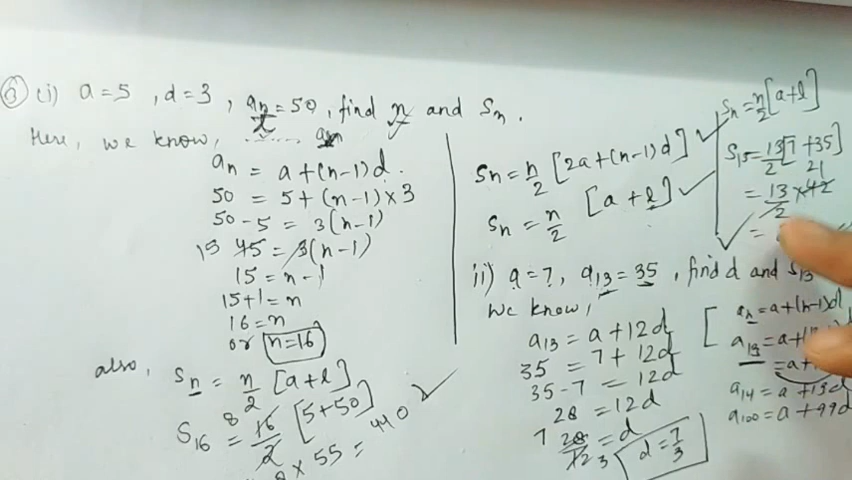 ③ (i) a=5, d=3, an=50, find n and Sn.
Here, we know, ........ an
an = a+(n-1)d.
50 = 5+(n-1)×3
50-5 = 3(n-1)
15 45 = 3(n-1)
15 = n-1
15+1 = n
16 = n
or n=16
also, Sn = n/2 [a+l]
S16 = 8 16/2 [5+50]
8 × 55 = 440 ✓
Sn = n/2 [2a+(n-1)d] ✓
Sn = n/2 [a+l] ✓
Sn = n/2 [a+l]
S13 = 13/2 [7+35]
= 13/2 × 42 21
=
ii) a=7, a13=35, find d and S13
We know,
a13 = a+12d
35 = 7+12d
35-7 = 12d
28 = 12d
7 28/12 3 = d
d = 7/3
[ an = a+(n-1)d
a13 = a+
= a+
a14 = a+13d
a100 = a+99d